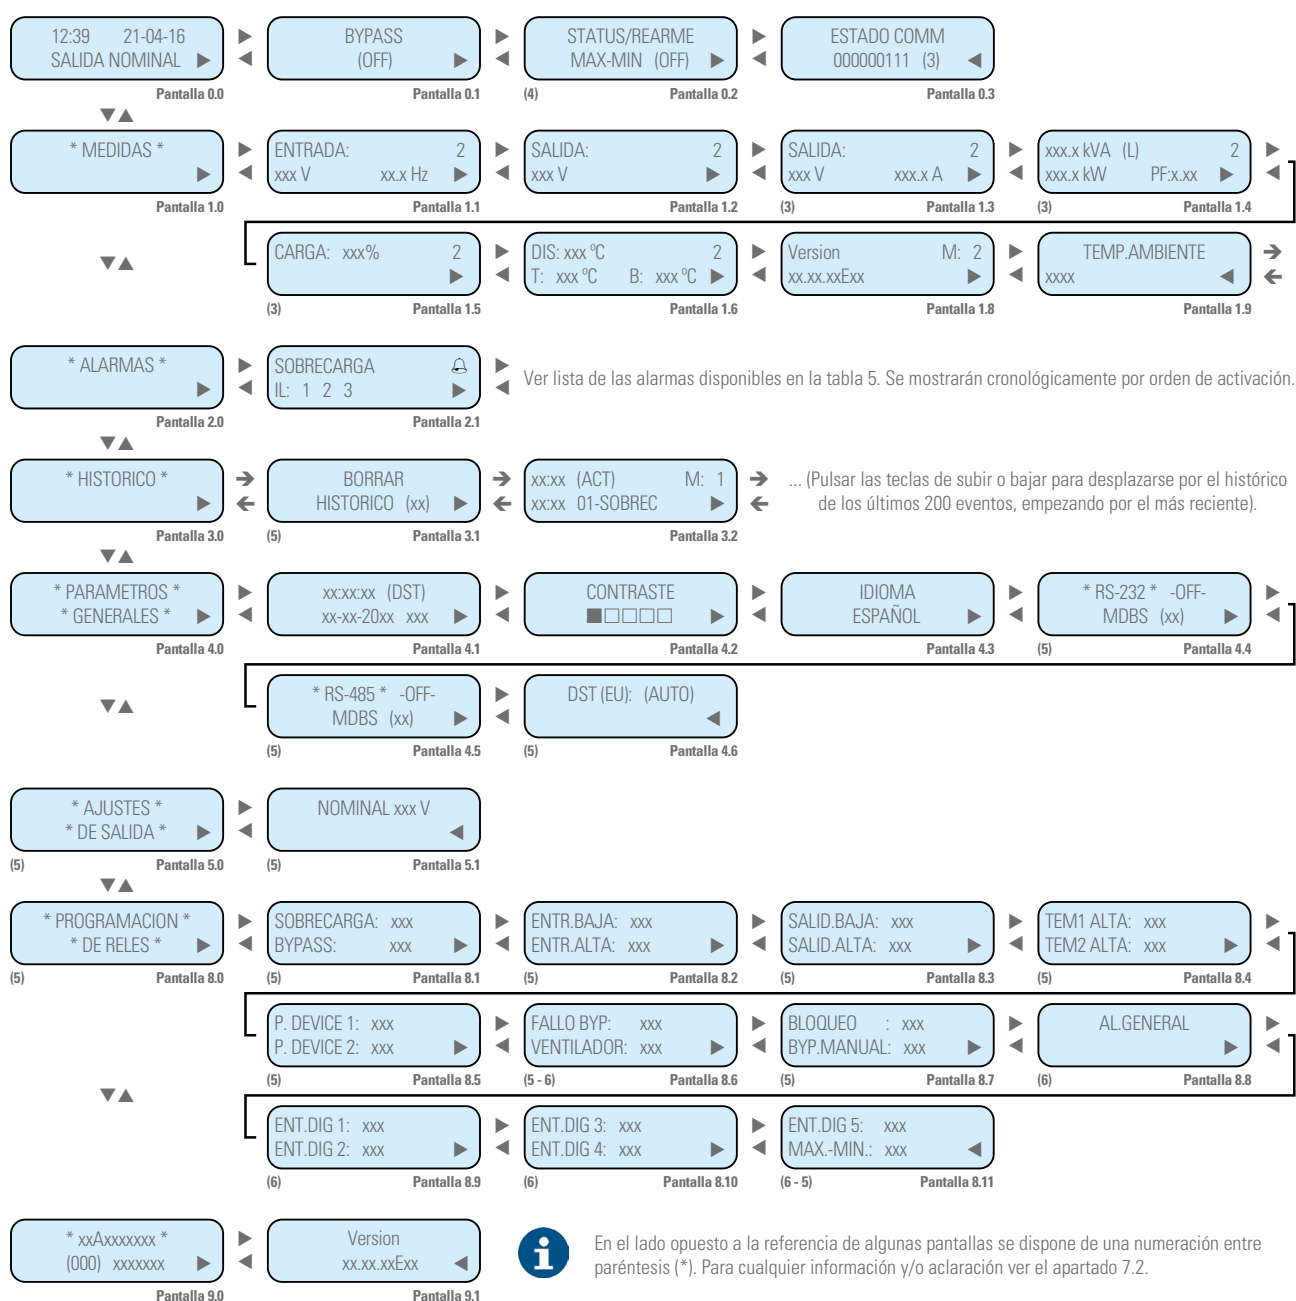 12:39 21-04-16
SALIDA NOMINAL
Pantalla 0.0
BYPASS
(OFF)
Pantalla 0.1
STATUS/REARME
MAX-MIN (OFF)
(4) Pantalla 0.2
ESTADO COMM
000000111 (3)
Pantalla 0.3
* MEDIDAS *
Pantalla 1.0
ENTRADA: 2
xxx V xx.x Hz
Pantalla 1.1
SALIDA: 2
xxx V
Pantalla 1.2
SALIDA: 2
xxx V xxx.x A
(3) Pantalla 1.3
xxx.x kVA (L) 2
xxx.x kW PF:x.xx
(3) Pantalla 1.4
CARGA: xxx% 2
(3) Pantalla 1.5
DIS: xxx ºC 2
T: xxx ºC B: xxx ºC
Pantalla 1.6
Version M: 2
xx.xx.xxExx
Pantalla 1.8
TEMP.AMBIENTE
xxxx
Pantalla 1.9
* ALARMAS *
Pantalla 2.0
SOBRECARGA
IL: 1 2 3
Pantalla 2.1
Ver lista de las alarmas disponibles en la tabla 5. Se mostrarán cronológicamente por orden de activación.
* HISTORICO *
Pantalla 3.0
BORRAR
HISTORICO (xx)
(5) Pantalla 3.1
xx:xx (ACT) M: 1
xx:xx 01-SOBREC
Pantalla 3.2
... (Pulsar las teclas de subir o bajar para desplazarse por el histórico
de los últimos 200 eventos, empezando por el más reciente).
* PARAMETROS *
* GENERALES *
Pantalla 4.0
xx:xx:xx (DST)
xx-xx-20xx xxx
Pantalla 4.1
CONTRASTE
■□□□□
Pantalla 4.2
IDIOMA
ESPAÑOL
Pantalla 4.3
* RS-232 * -OFF-
MDBS (xx)
(5) Pantalla 4.4
* RS-485 * -OFF-
MDBS (xx)
(5) Pantalla 4.5
DST (EU): (AUTO)
(5) Pantalla 4.6
* AJUSTES *
* DE SALIDA *
(5) Pantalla 5.0
NOMINAL xxx V
(5) Pantalla 5.1
* PROGRAMACION *
* DE RELES *
(5) Pantalla 8.0
SOBRECARGA: xxx
BYPASS: xxx
(5) Pantalla 8.1
ENTR.BAJA: xxx
ENTR.ALTA: xxx
(5) Pantalla 8.2
SALID.BAJA: xxx
SALID.ALTA: xxx
(5) Pantalla 8.3
TEM1 ALTA: xxx
TEM2 ALTA: xxx
(5) Pantalla 8.4
P. DEVICE 1: xxx
P. DEVICE 2: xxx
(5) Pantalla 8.5
FALLO BYP: xxx
VENTILADOR: xxx
(5 - 6) Pantalla 8.6
BLOQUEO : xxx
BYP.MANUAL: xxx
(5) Pantalla 8.7
AL.GENERAL
(6) Pantalla 8.8
ENT.DIG 1: xxx
ENT.DIG 2: xxx
(6) Pantalla 8.9
ENT.DIG 3: xxx
ENT.DIG 4: xxx
(6) Pantalla 8.10
ENT.DIG 5: xxx
MAX.-MIN.: xxx
(6 - 5) Pantalla 8.11
* xxAxxxxxxx *
(000) xxxxxxx
Pantalla 9.0
Version
xx.xx.xxExx
Pantalla 9.1
i
En el lado opuesto a la referencia de algunas pantallas se dispone de una numeración entre
paréntesis (*). Para cualquier información y/o aclaración ver el apartado 7.2.